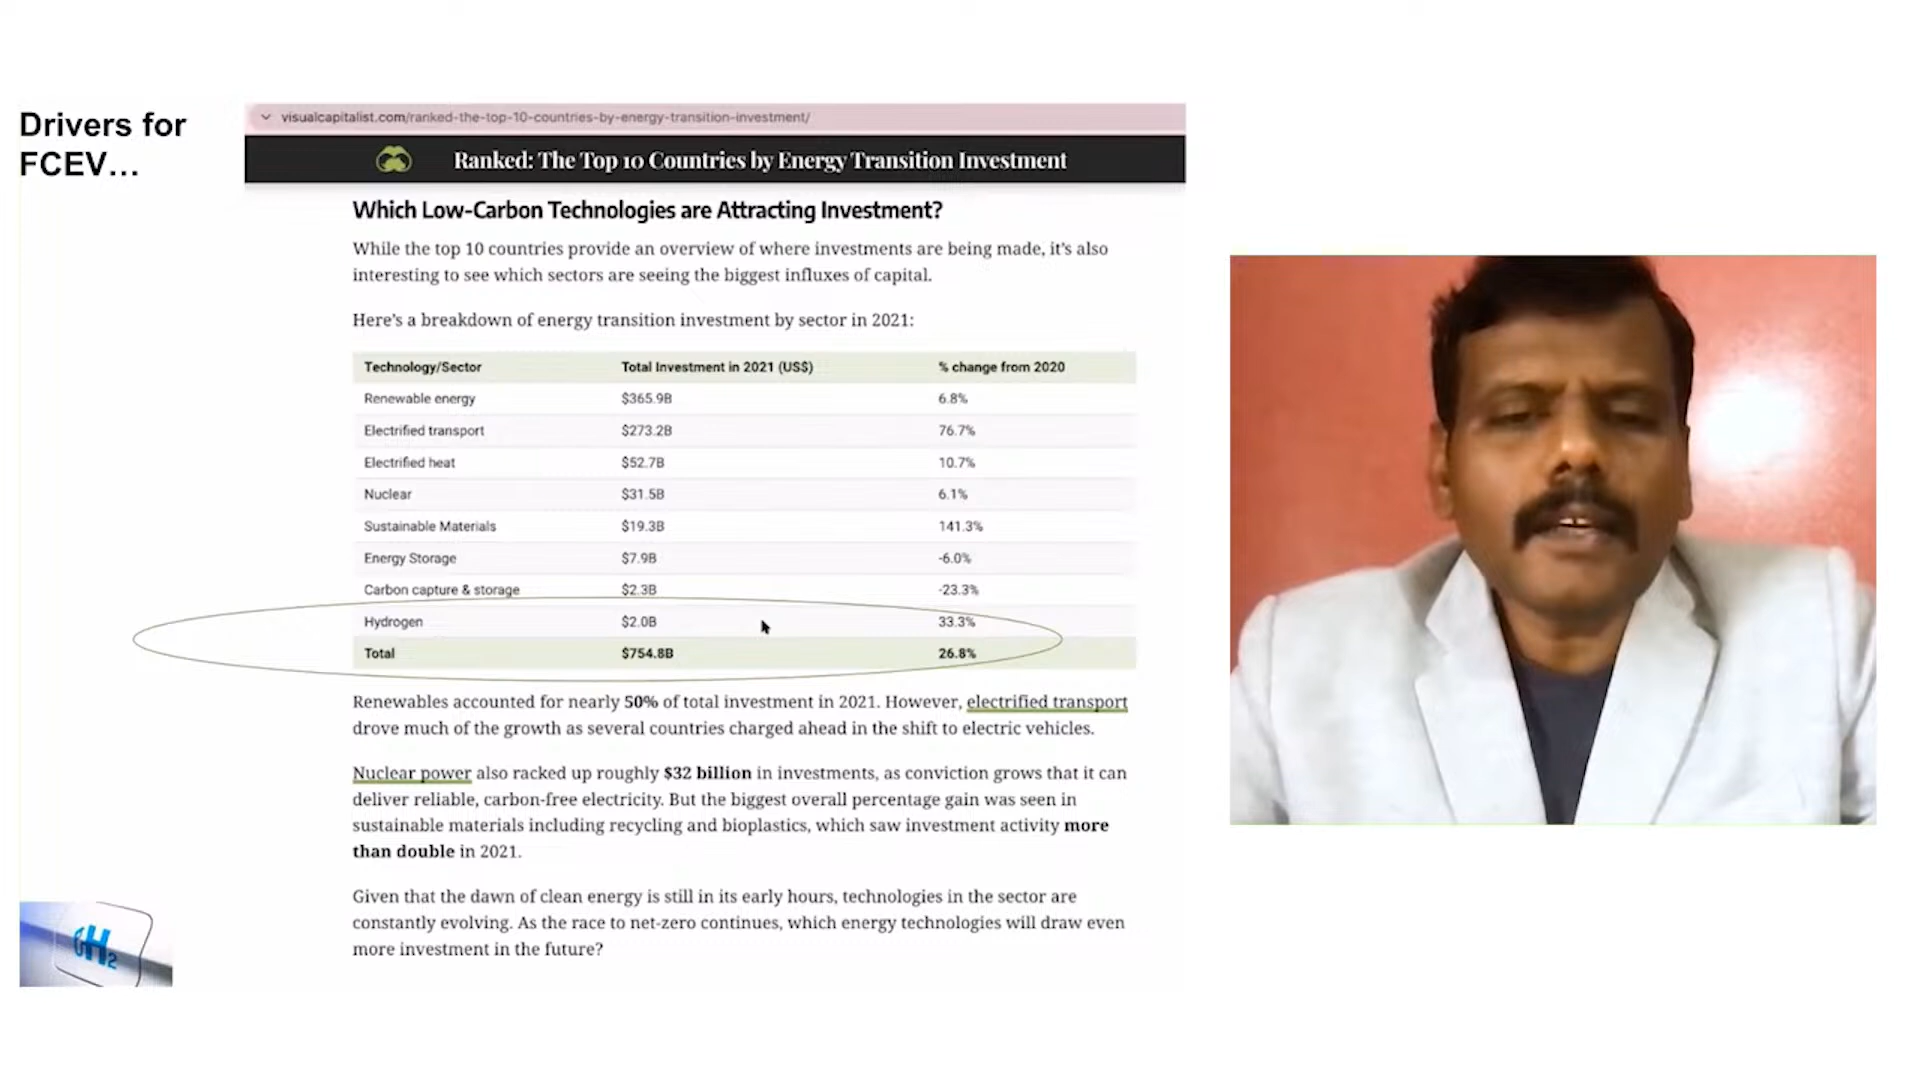 Drivers for
FCEV...
visualcapitalist.com/ranked-the-top-10-countries-by-energy-transition-investment/
Ranked: The Top 10 Countries by Energy Transition Investment
Which Low-Carbon Technologies are Attracting Investment?
While the top 10 countries provide an overview of where investments are being made, it's also
interesting to see which sectors are seeing the biggest influxes of capital.
Here's a breakdown of energy transition investment by sector in 2021:
Technology/Sector Total Investment in 2021 (US$) % change from 2020
Renewable energy $365.9B 6.8%
Electrified transport $273.2B 76.7%
Electrified heat $52.7B 10.7%
Nuclear $31.5B 6.1%
Sustainable Materials $19.3B 141.3%
Energy Storage $7.9B -6.0%
Carbon capture & storage $2.3B -23.3%
Hydrogen $2.0B 33.3%
Total $754.8B 26.8%
Renewables accounted for nearly 50% of total investment in 2021. However, electrified transport
drove much of the growth as several countries charged ahead in the shift to electric vehicles.
Nuclear power also racked up roughly $32 billion in investments, as conviction grows that it can
deliver reliable, carbon-free electricity. But the biggest overall percentage gain was seen in
sustainable materials including recycling and bioplastics, which saw investment activity more
than double in 2021.
Given that the dawn of clean energy is still in its early hours, technologies in the sector are
constantly evolving. As the race to net-zero continues, which energy technologies will draw even
more investment in the future?
H2